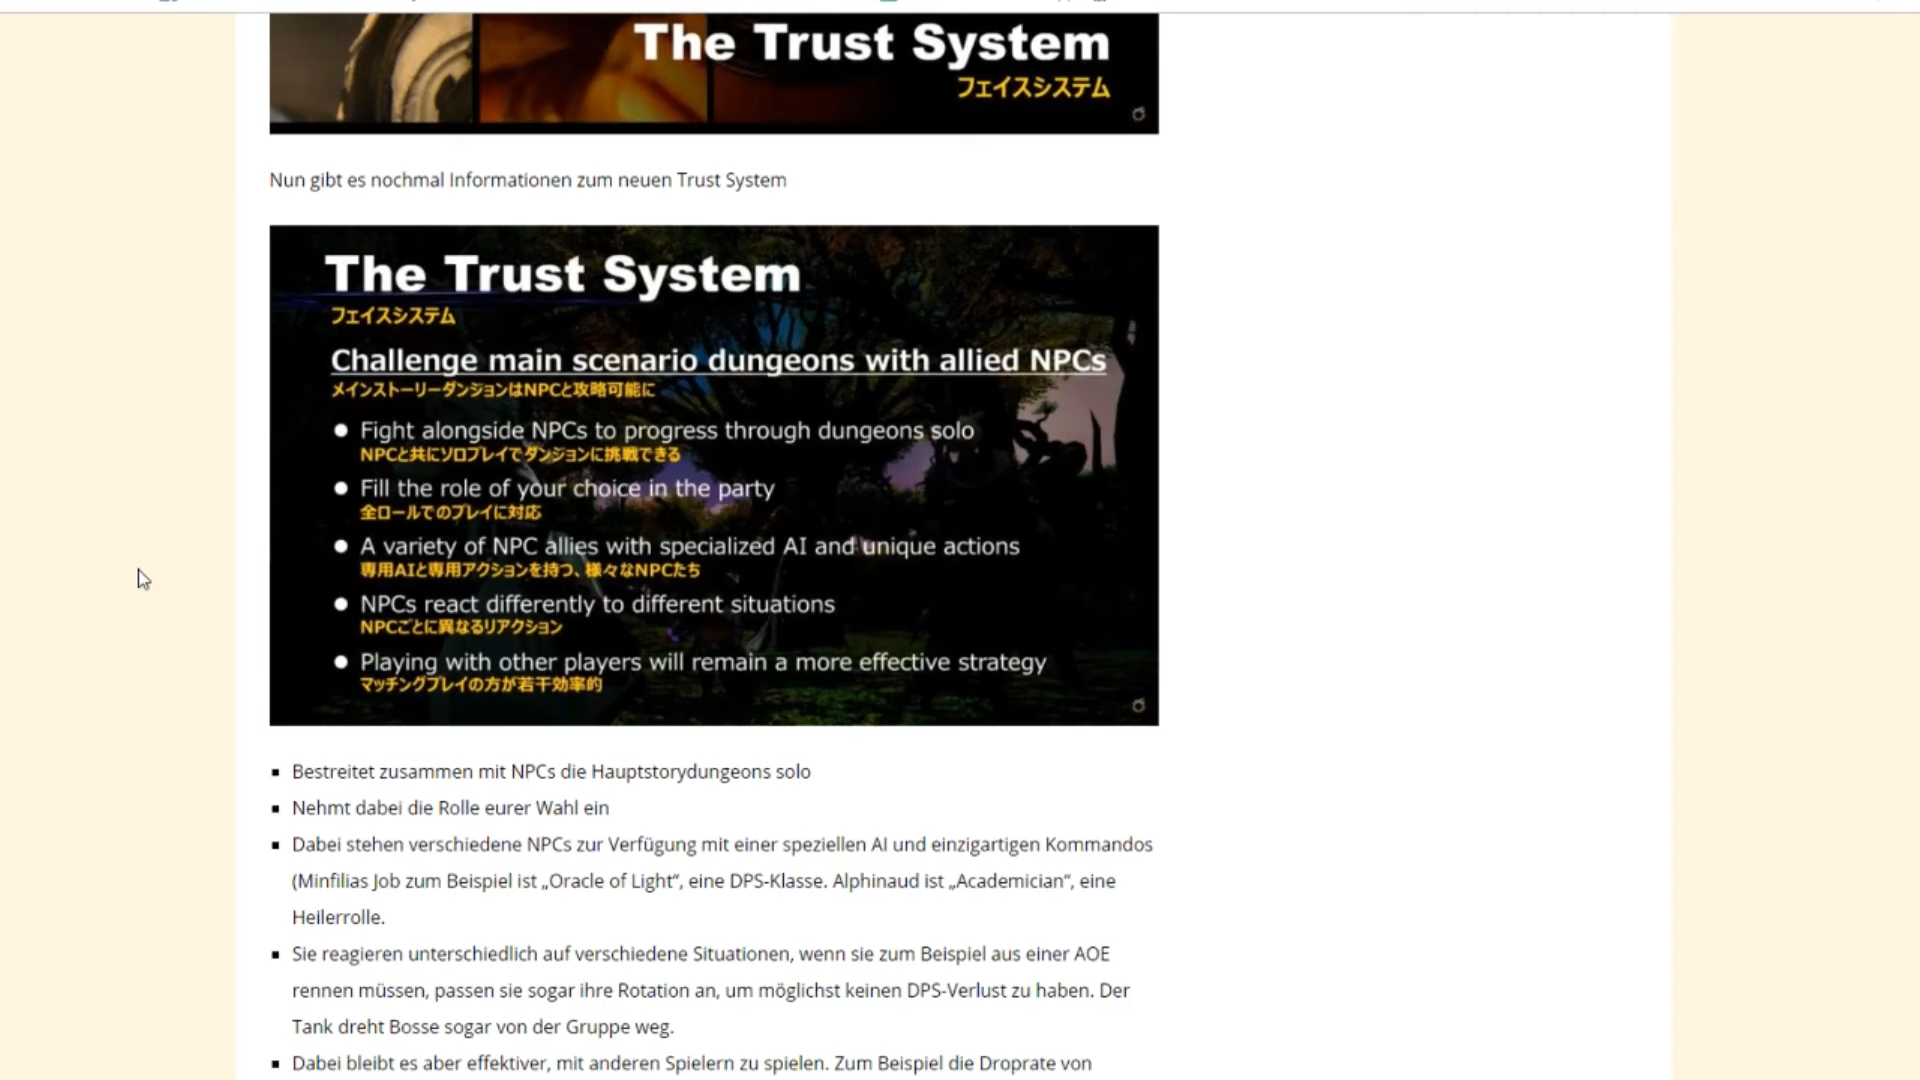 The Trust System
フェイスシステム
Nun gibt es nochmal Informationen zum neuen Trust System
The Trust System
フェイスシステム
Challenge main scenario dungeons with allied NPCs
メインストーリーダンジョンはNPCと攻略可能に
● Fight alongside NPCs to progress through dungeons solo
NPCと共にソロプレイでダンジョンに挑戦できる
● Fill the role of your choice in the party
全ロールでのプレイに対応
● A variety of NPC allies with specialized AI and unique actions
専用AIと専用アクションを持つ、様々なNPCたち
● NPCs react differently to different situations
NPCごとに異なるリアクション
● Playing with other players will remain a more effective strategy
マッチングプレイの方が若干効率的
▪ Bestreitet zusammen mit NPCs die Hauptstorydungeons solo
▪ Nehmt dabei die Rolle eurer Wahl ein
▪ Dabei stehen verschiedene NPCs zur Verfügung mit einer speziellen AI und einzigartigen Kommandos
(Minfilias Job zum Beispiel ist „Oracle of Light“, eine DPS-Klasse. Alphinaud ist „Academician“, eine
Heilerrolle.
▪ Sie reagieren unterschiedlich auf verschiedene Situationen, wenn sie zum Beispiel aus einer AOE
rennen müssen, passen sie sogar ihre Rotation an, um möglichst keinen DPS-Verlust zu haben. Der
Tank dreht Bosse sogar von der Gruppe weg.
▪ Dabei bleibt es aber effektiver, mit anderen Spielern zu spielen. Zum Beispiel die Droprate von